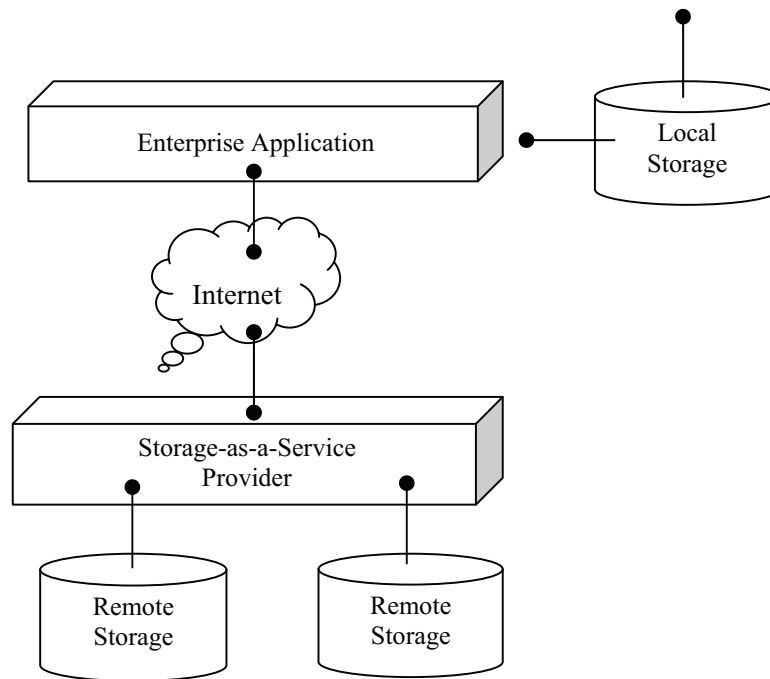 Enterprise Application
Local
Storage
Internet
Storage-as-a-Service
Provider
Remote
Storage
Remote
Storage